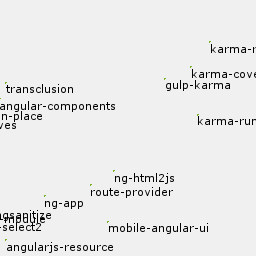 karma-r
karma-cove
gulp-karma
transclusion
angular-components
n-place
karma-run
ves
ng-html2js
route-provider
ng-app
ngsanitize
-select2
mobile-angular-ui
angularjs-resource